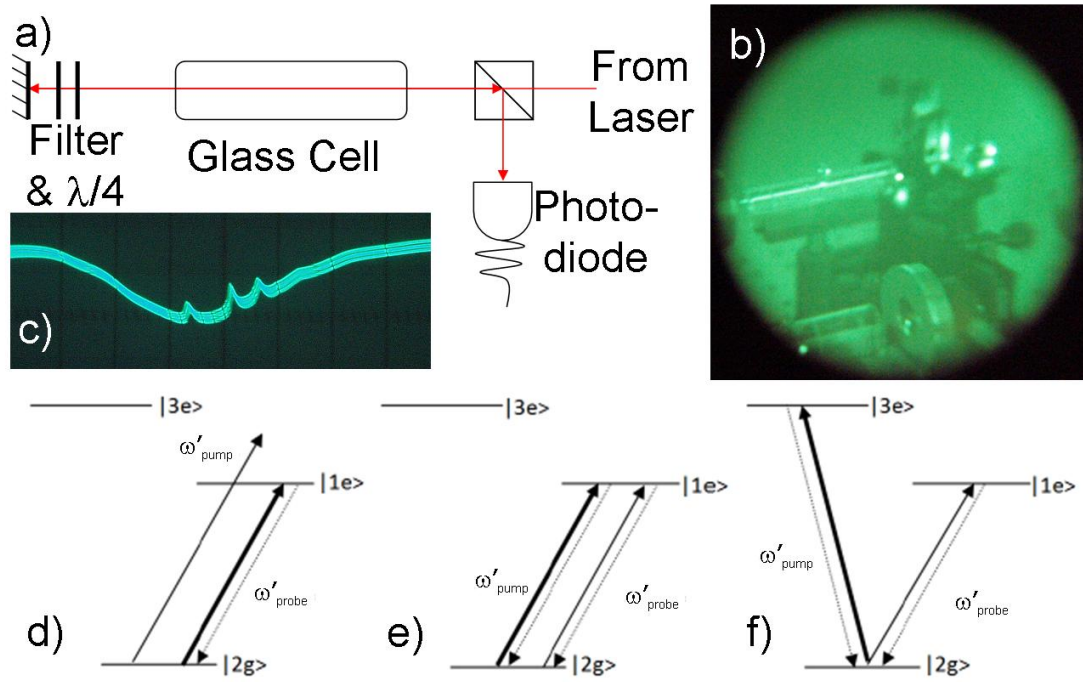 a)
b)
From
Laser
Filter
& λ/4
Glass Cell
Photo-
diode
c)
|3e>
ω'pump
|1e>
ω'probe
|2g>
d)
|3e>
|1e>
ω'pump
ω'probe
|2g>
e)
|3e>
|1e>
ω'pump
ω'probe
|2g>
f)